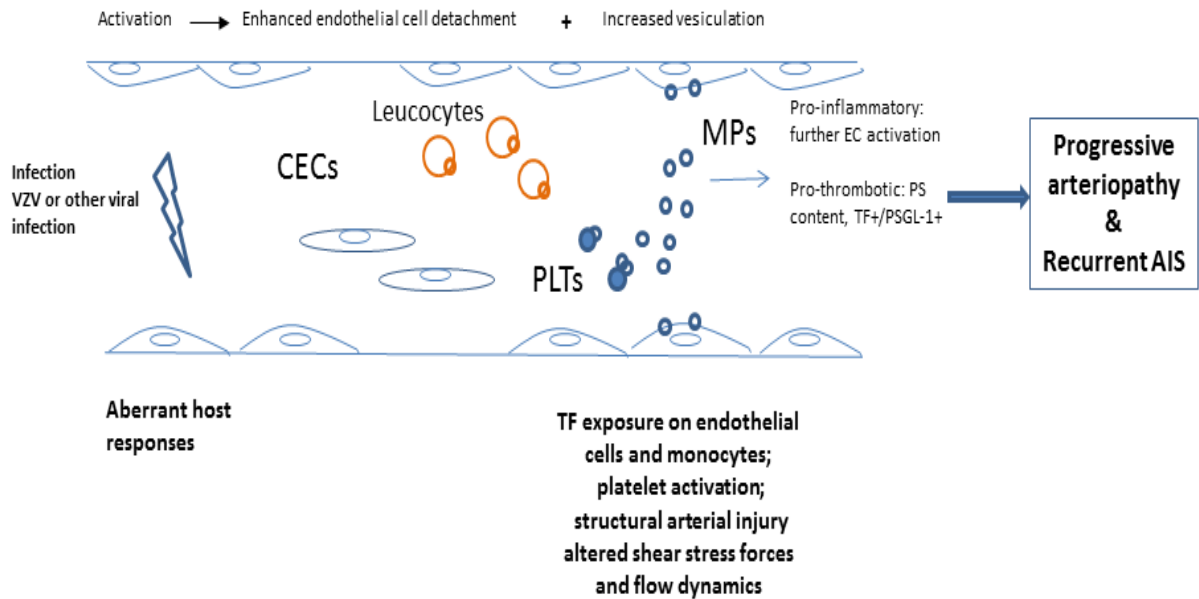 Activation
Enhanced endothelial cell detachment
+
Increased vesiculation
Leucocytes
CECs
MPs
PLTs
Infection
VZV or other viral
infection
Pro-inflammatory:
further EC activation
Pro-thrombotic: PS
content, TF+/PSGL-1+
Progressive
arteriopathy
&
Recurrent AIS
Aberrant host
responses
TF exposure on endothelial
cells and monocytes;
platelet activation;
structural arterial injury
altered shear stress forces
and flow dynamics